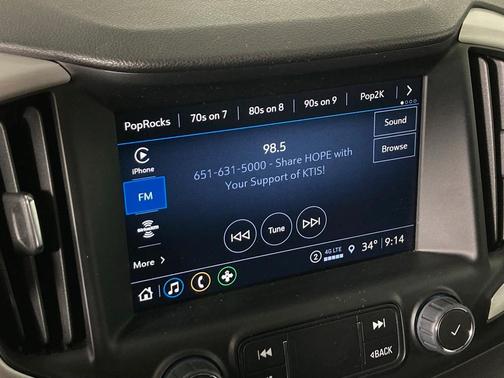 PopRocks 70s on 7 80s on 8 90s on 9 Pop2K
iPhone
98.5
Sound
651-631-5000 - Share HOPE with
Your Support of KTIS!
Browse
FM
SiriusXM
Tune
More
2 4G LTE 34° 9:14
BACK